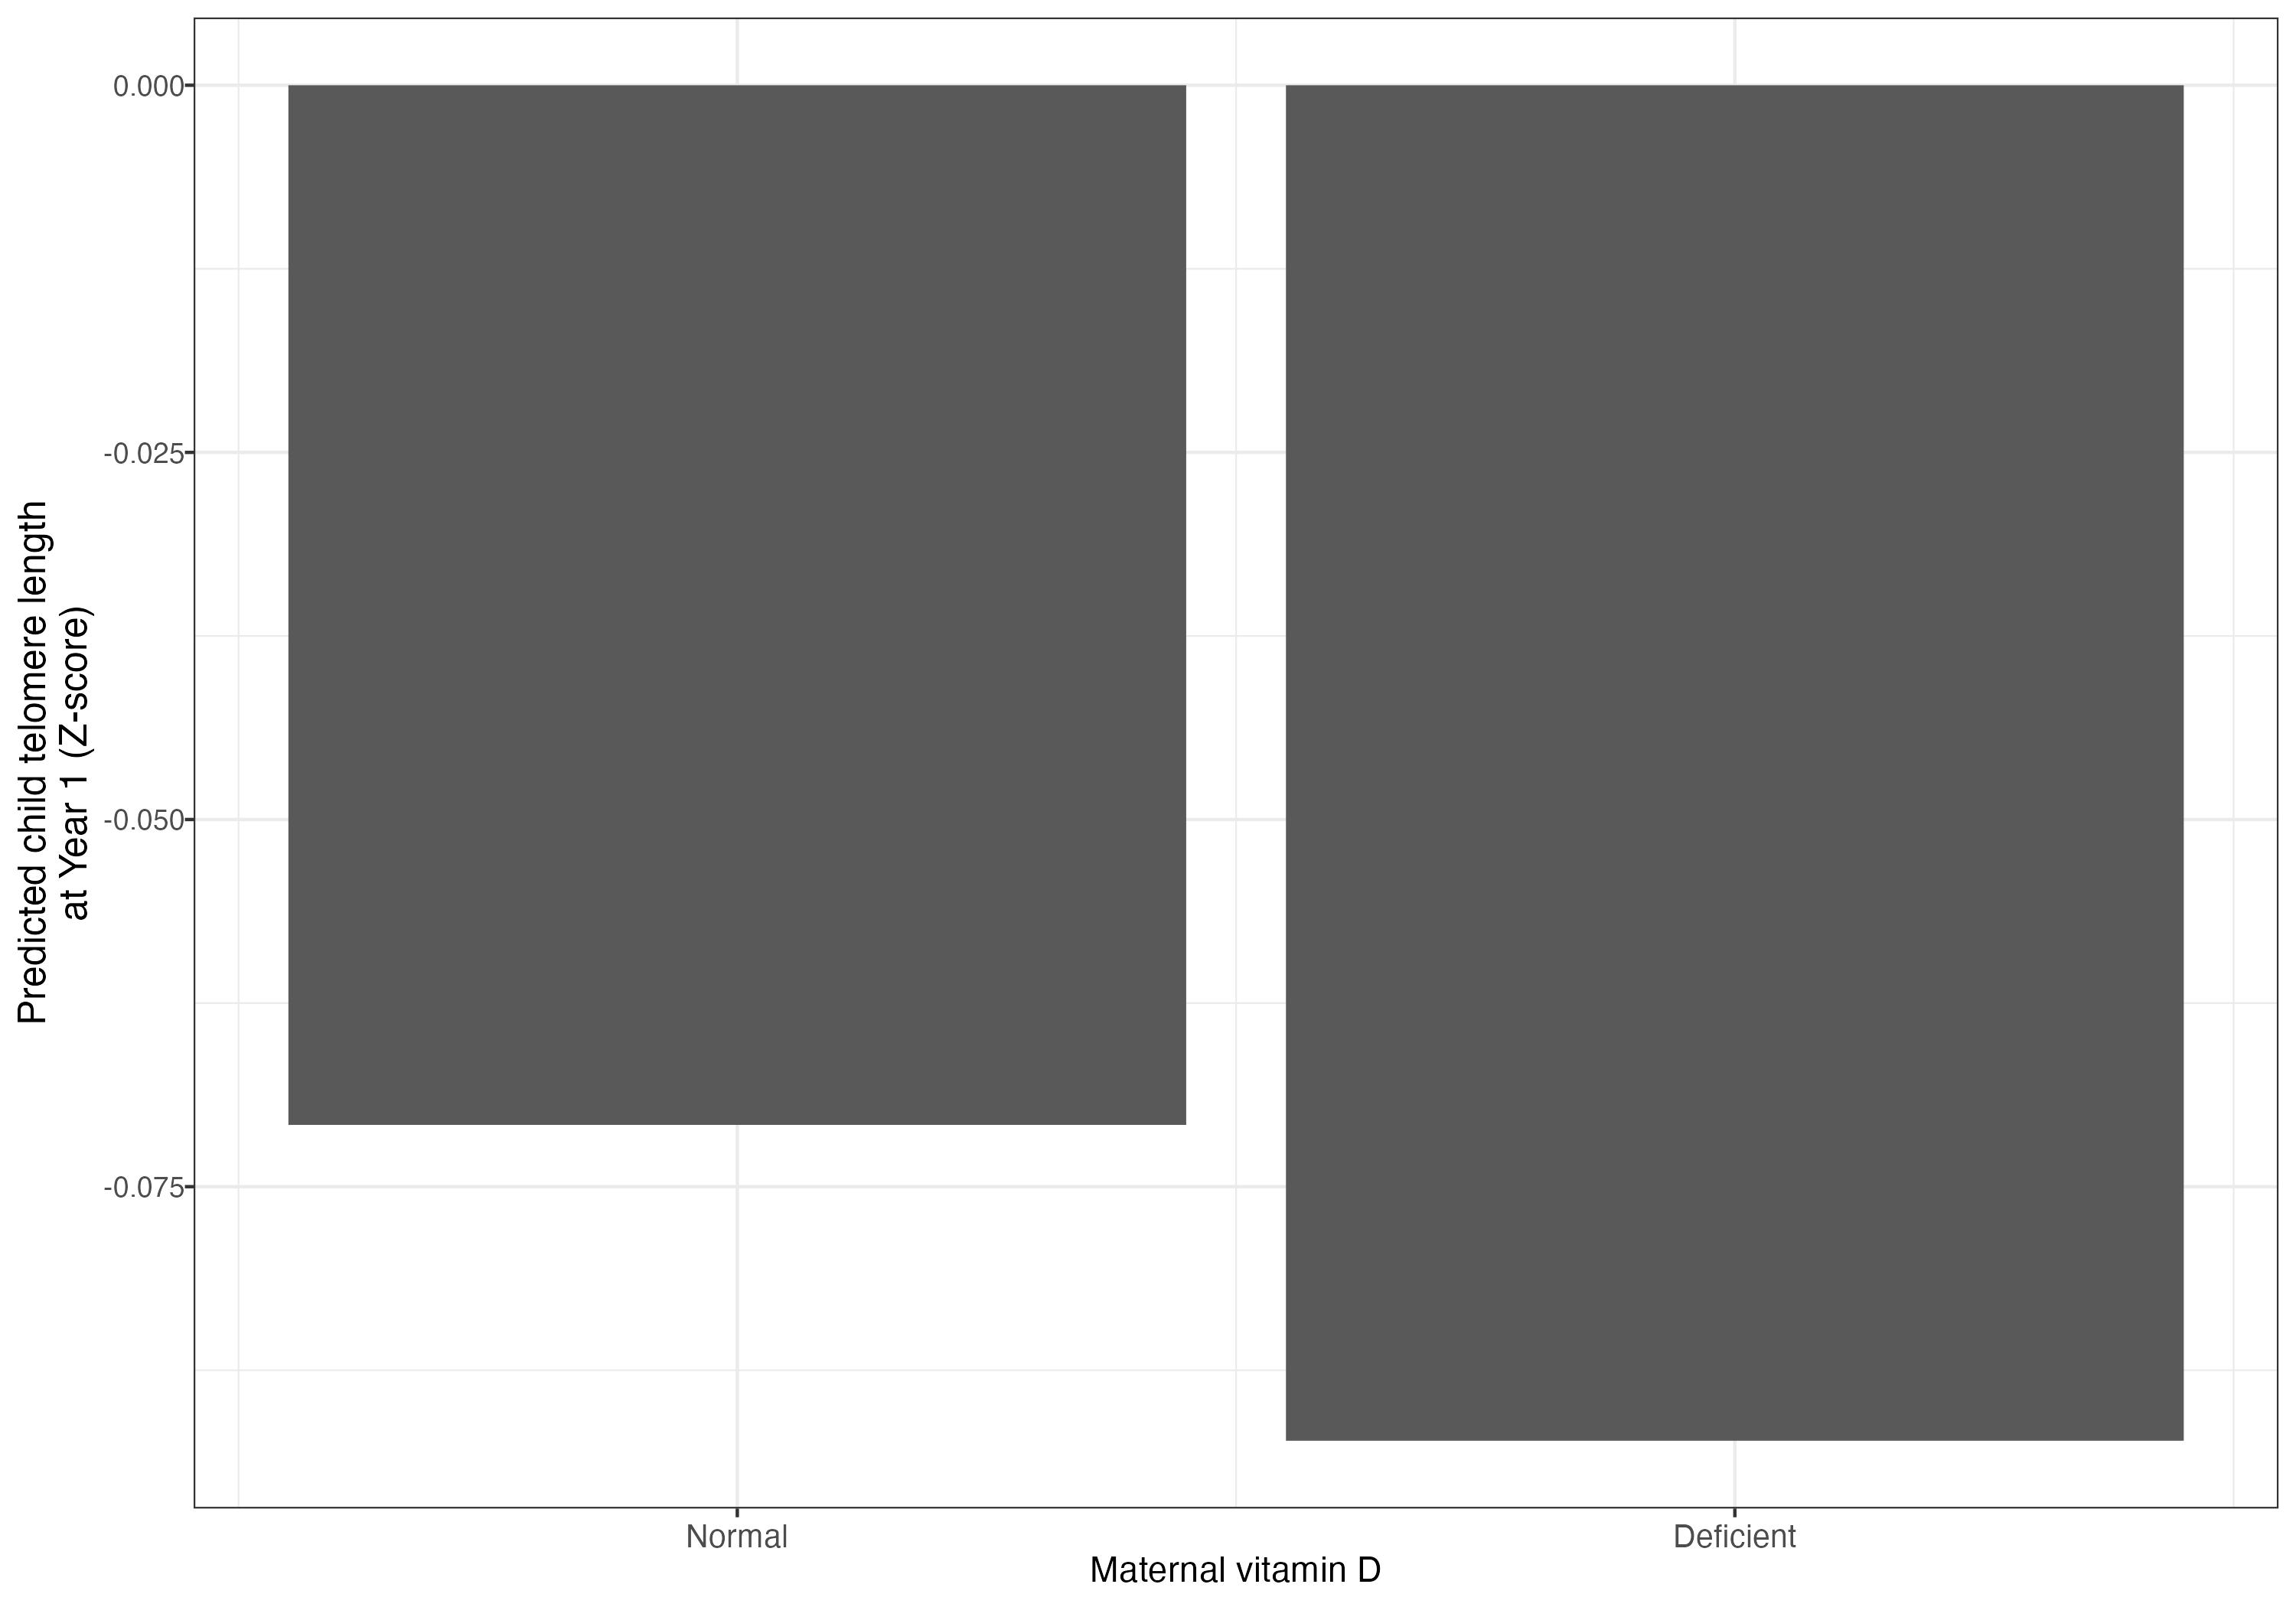 Predicted child telomere length
at Year 1 (Z-score)
0.000
-0.025
-0.050
-0.075
Normal
Deficient
Maternal vitamin D